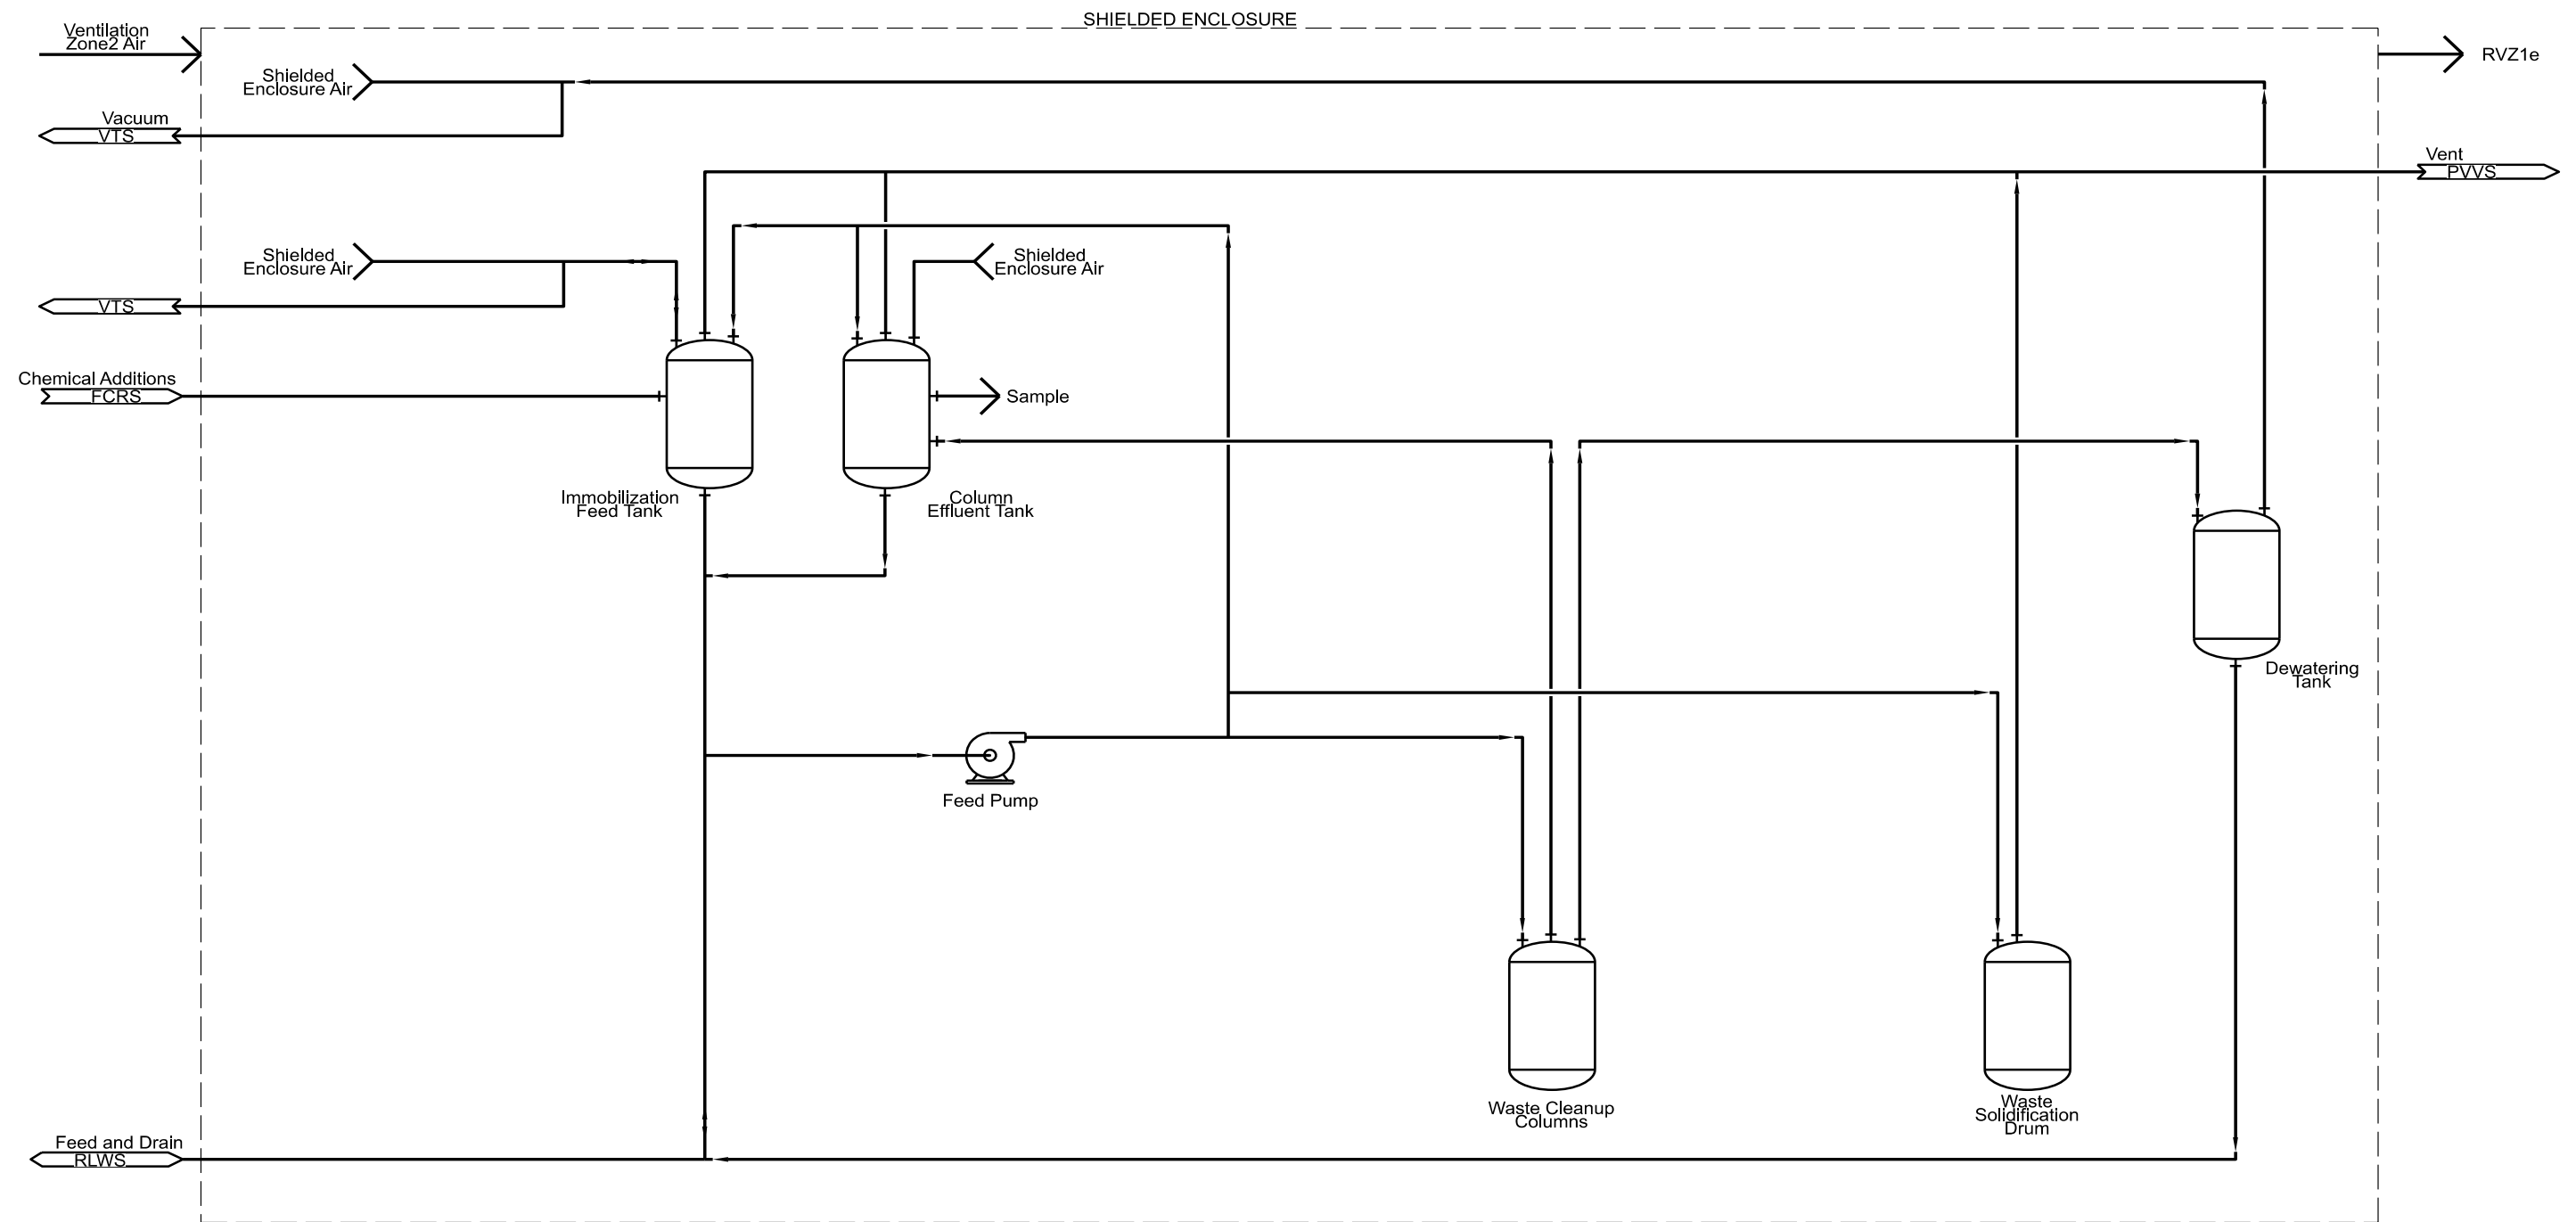 SHIELDED ENCLOSURE
Ventilation
Zone2 Air
RVZ1e
Shielded
Enclosure Air
Vacuum
VTS
Vent
PVVS
Shielded
Enclosure Air
Shielded
Enclosure Air
VTS
Chemical Additions
FCRS
Sample
Immobilization
Feed Tank
Column
Effluent Tank
Dewatering
Tank
Feed Pump
Waste Cleanup
Columns
Waste
Solidification
Drum
Feed and Drain
RLWS